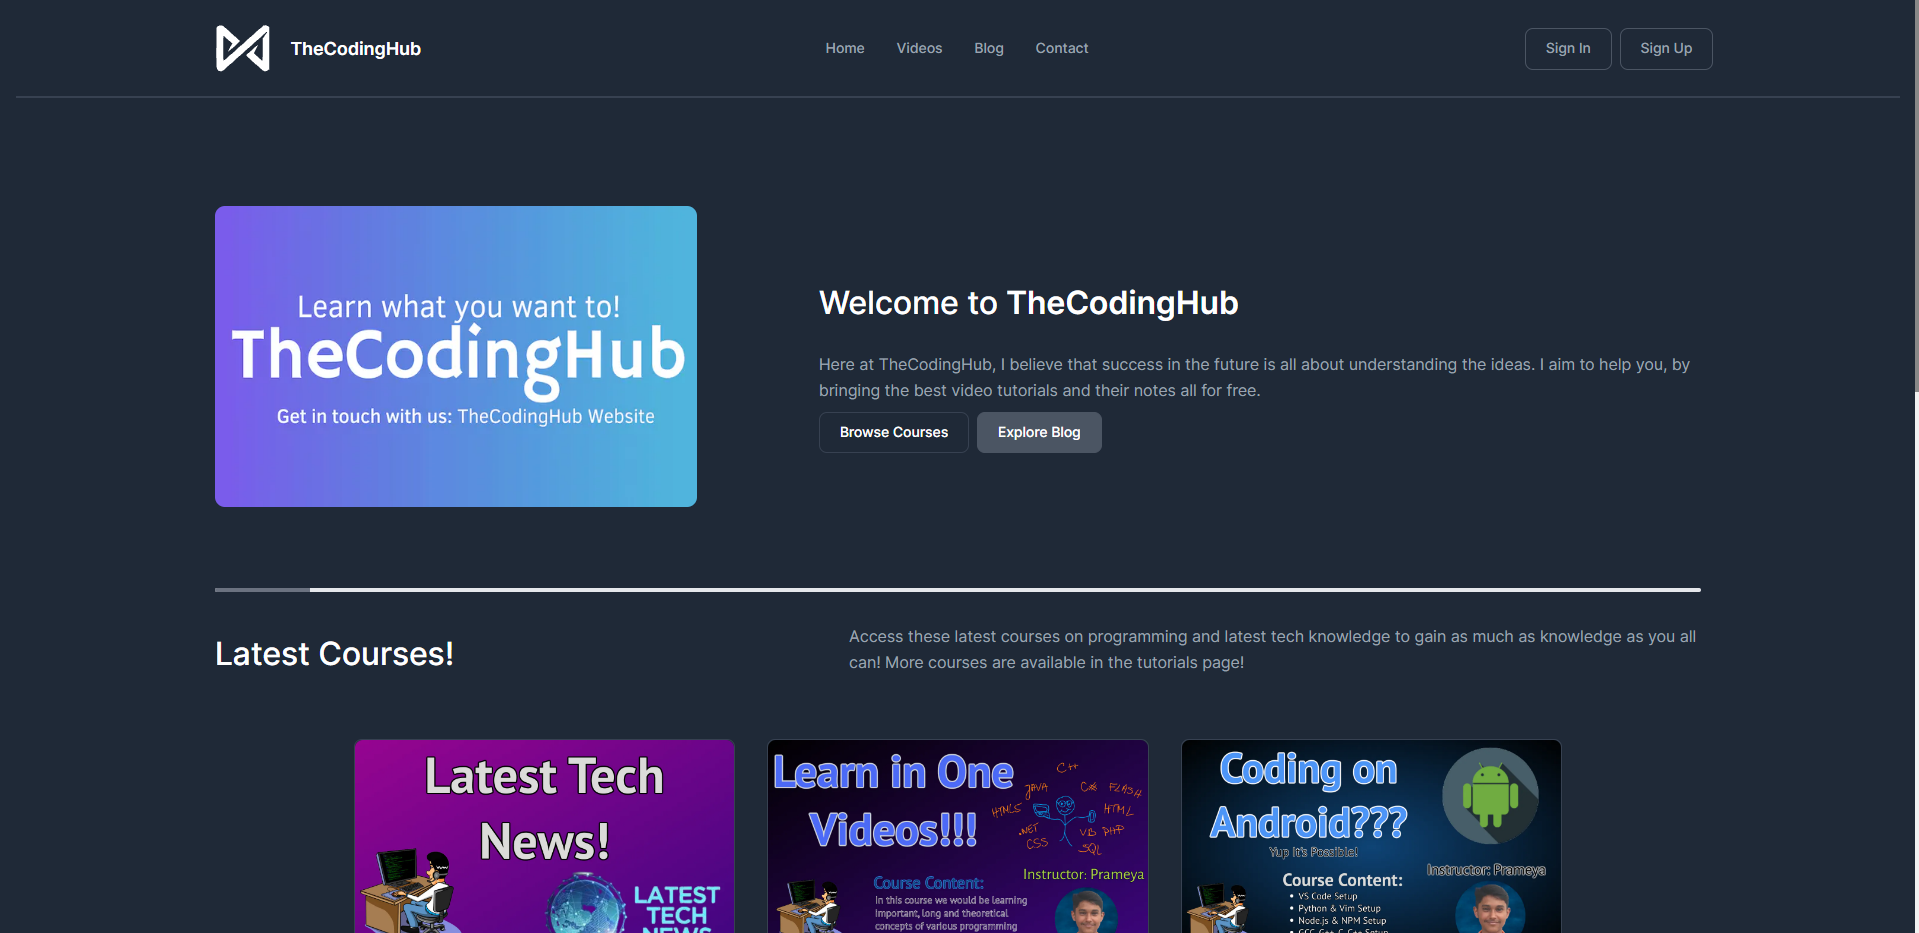 TheCodingHub
Home Videos Blog Contact
Sign In Sign Up
Learn what you want to!
TheCodingHub
Get in touch with us: TheCodingHub Website
Welcome to TheCodingHub
Here at TheCodingHub, I believe that success in the future is all about understanding the ideas. I aim to help you, by
bringing the best video tutorials and their notes all for free.
Browse Courses Explore Blog
Latest Courses!
Access these latest courses on programming and latest tech knowledge to gain as much as knowledge as you all
can! More courses are available in the tutorials page!
Latest Tech
News!
LATEST
TECH
NEWS
Learn in One
Videos!!!
C++
JAVA C# FLASH
HTML5 HTML
.NET VB PHP
CSS SQL
Instructor: Prameya
Course Content:
In this course we would be learning
important, long and theoretical
concepts of various programming
Coding on
Android???
Yup It's Possible!
Instructor: Prameya
Course Content:
• VS Code Setup
• Python & Vim Setup
• Node.js & NPM Setup